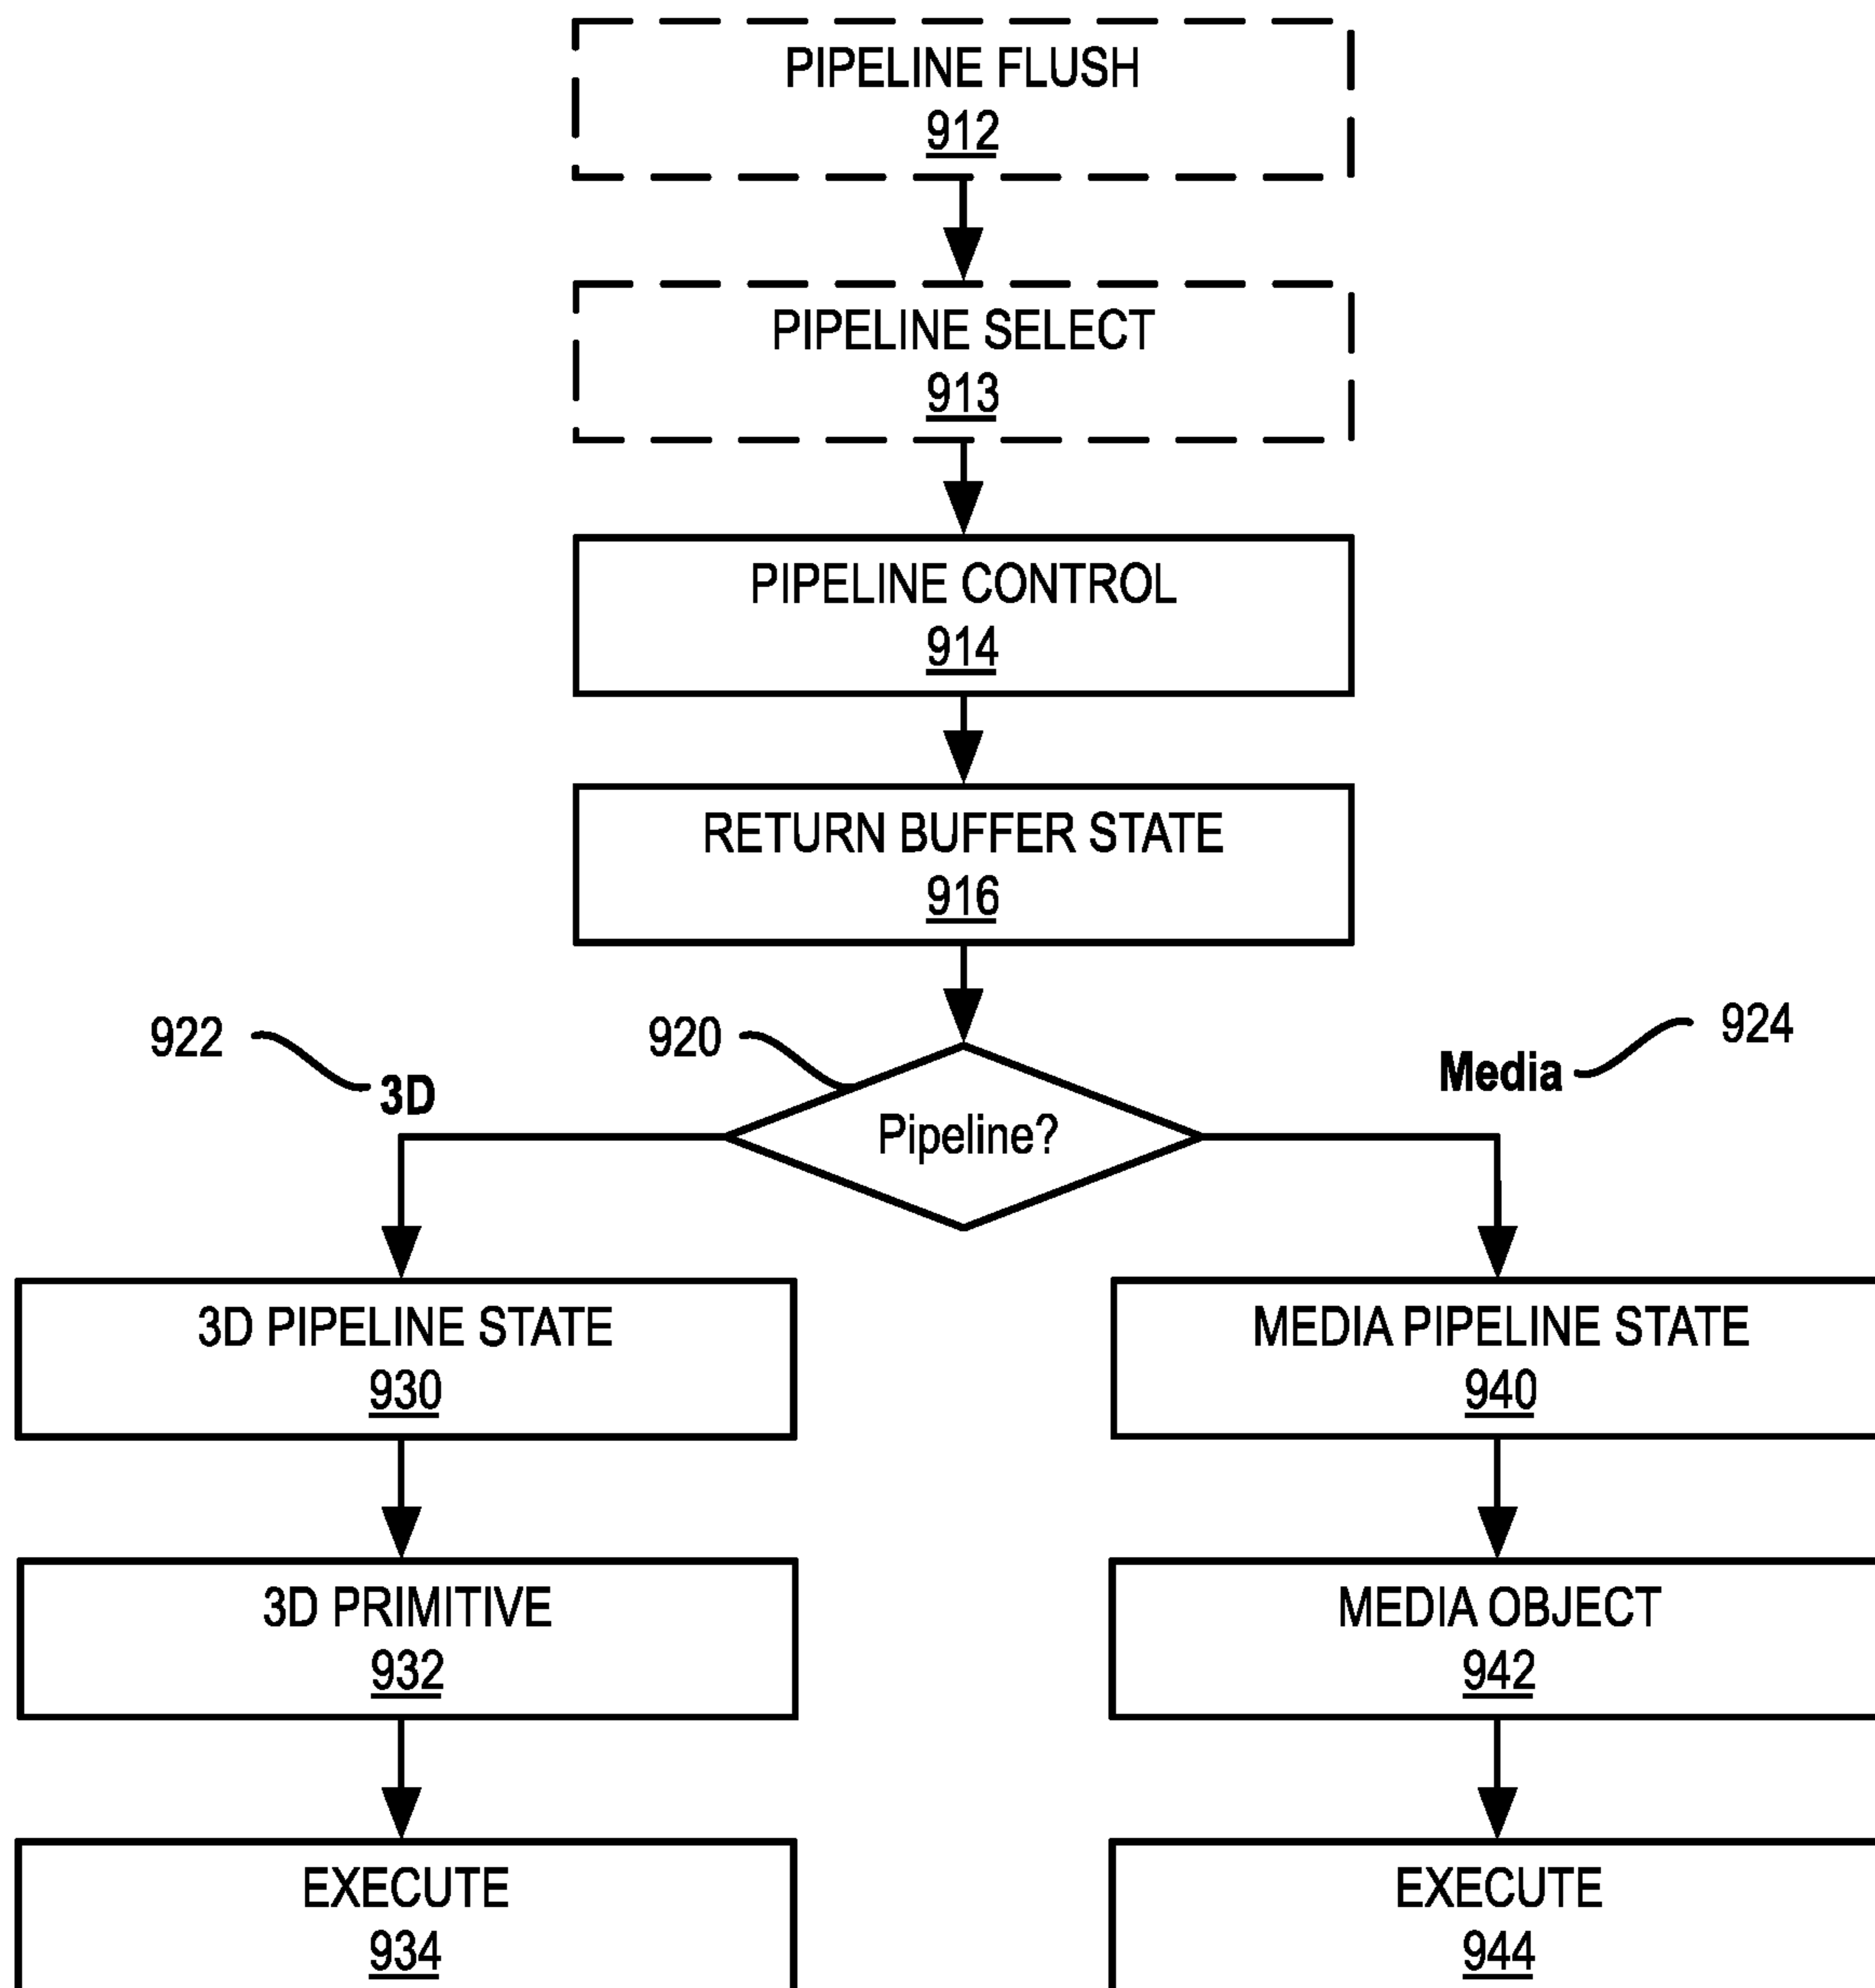 PIPELINE FLUSH
912
PIPELINE SELECT
913
PIPELINE CONTROL
914
RETURN BUFFER STATE
916
922
920
924
3D
Media
Pipeline?
3D PIPELINE STATE
930
MEDIA PIPELINE STATE
940
3D PRIMITIVE
932
MEDIA OBJECT
942
EXECUTE
934
EXECUTE
944